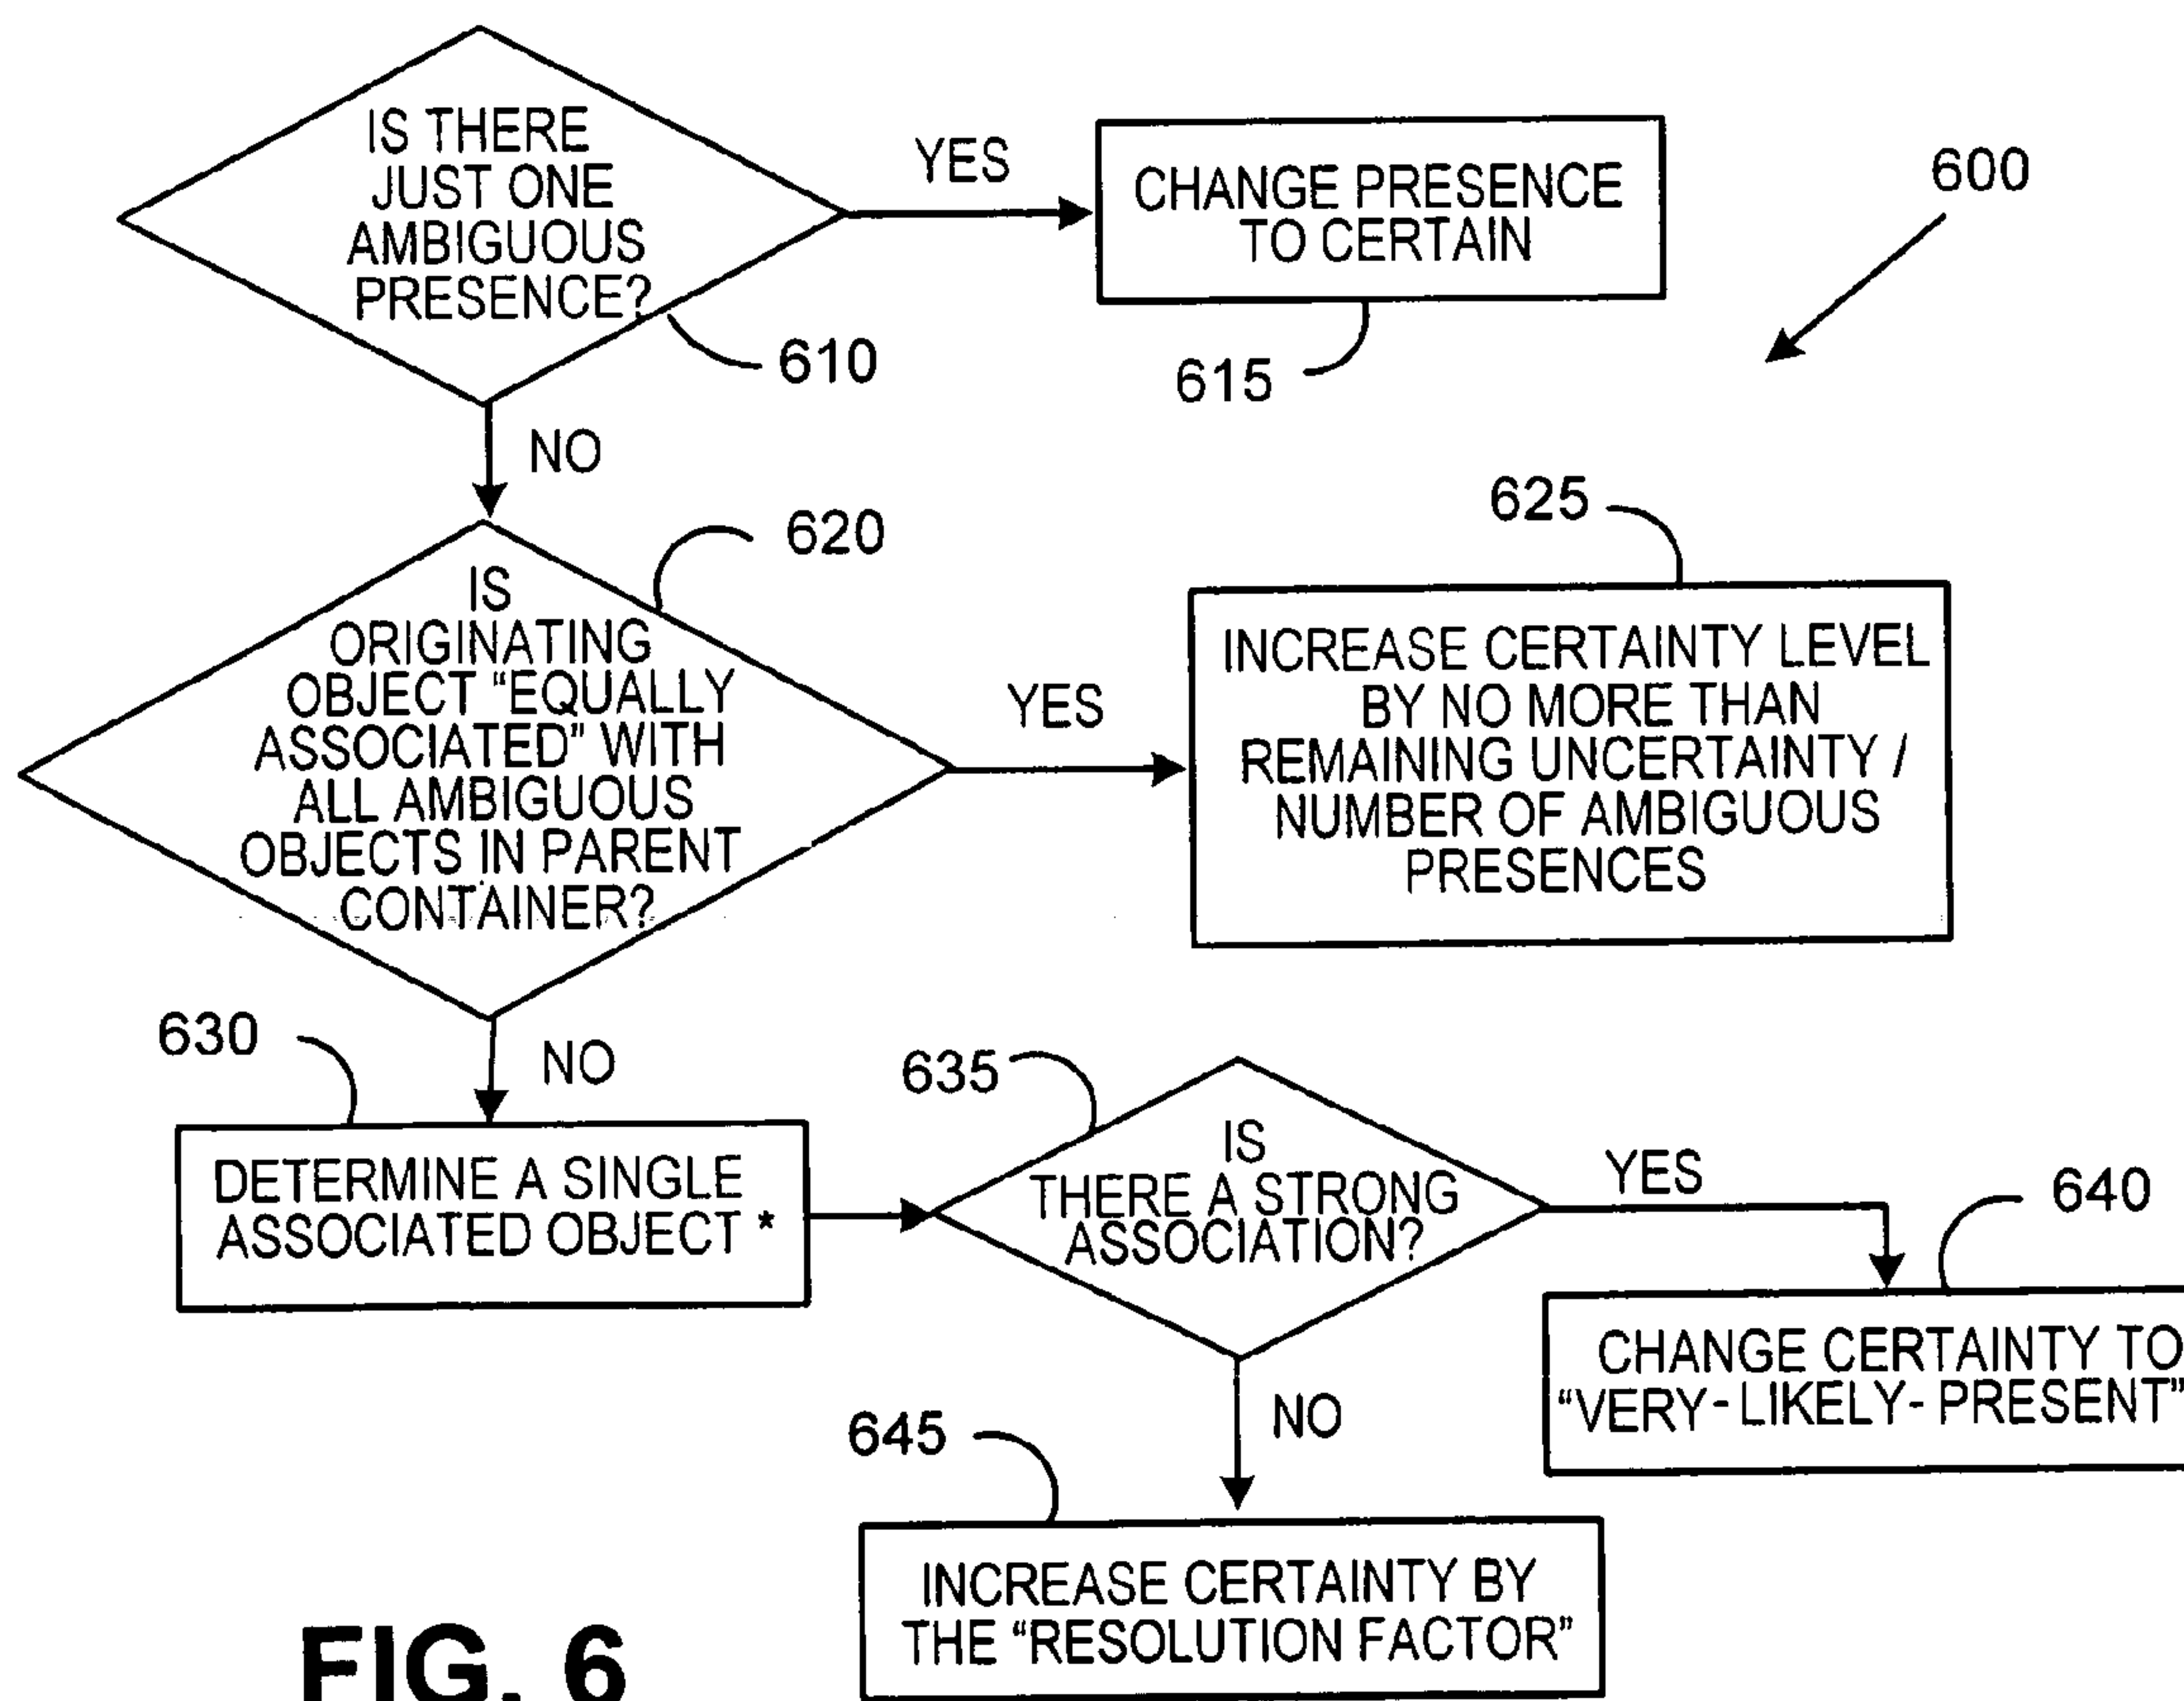 IS THERE
JUST ONE
AMBIGUOUS
PRESENCE?
YES
CHANGE PRESENCE
TO CERTAIN
600
610
615
NO
620
625
IS
ORIGINATING
OBJECT “EQUALLY
ASSOCIATED” WITH
ALL AMBIGUOUS
OBJECTS IN PARENT
CONTAINER?
YES
INCREASE CERTAINTY LEVEL
BY NO MORE THAN
REMAINING UNCERTAINTY /
NUMBER OF AMBIGUOUS
PRESENCES
630
NO
DETERMINE A SINGLE
ASSOCIATED OBJECT *
635
IS
THERE A STRONG
ASSOCIATION?
YES
640
CHANGE CERTAINTY TO
“VERY-LIKELY-PRESENT”
NO
645
INCREASE CERTAINTY BY
THE “RESOLUTION FACTOR”
FIG. 6